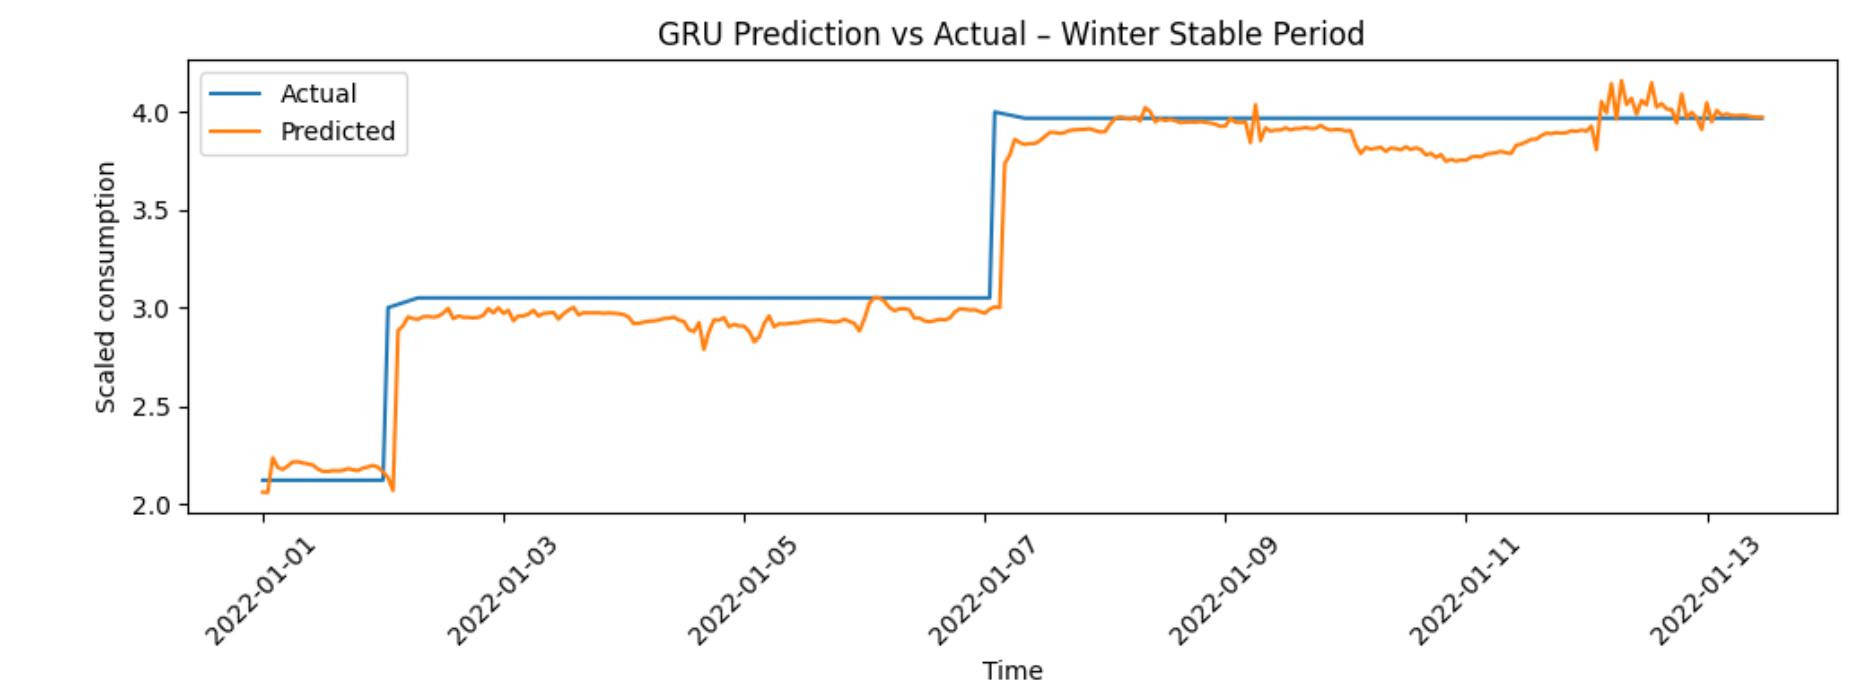 GRU Prediction vs Actual – Winter Stable Period
Actual
Predicted
Scaled consumption
4.0
3.5
3.0
2.5
2.0
2022-01-01
2022-01-03
2022-01-05
2022-01-07
2022-01-09
2022-01-11
2022-01-13
Time